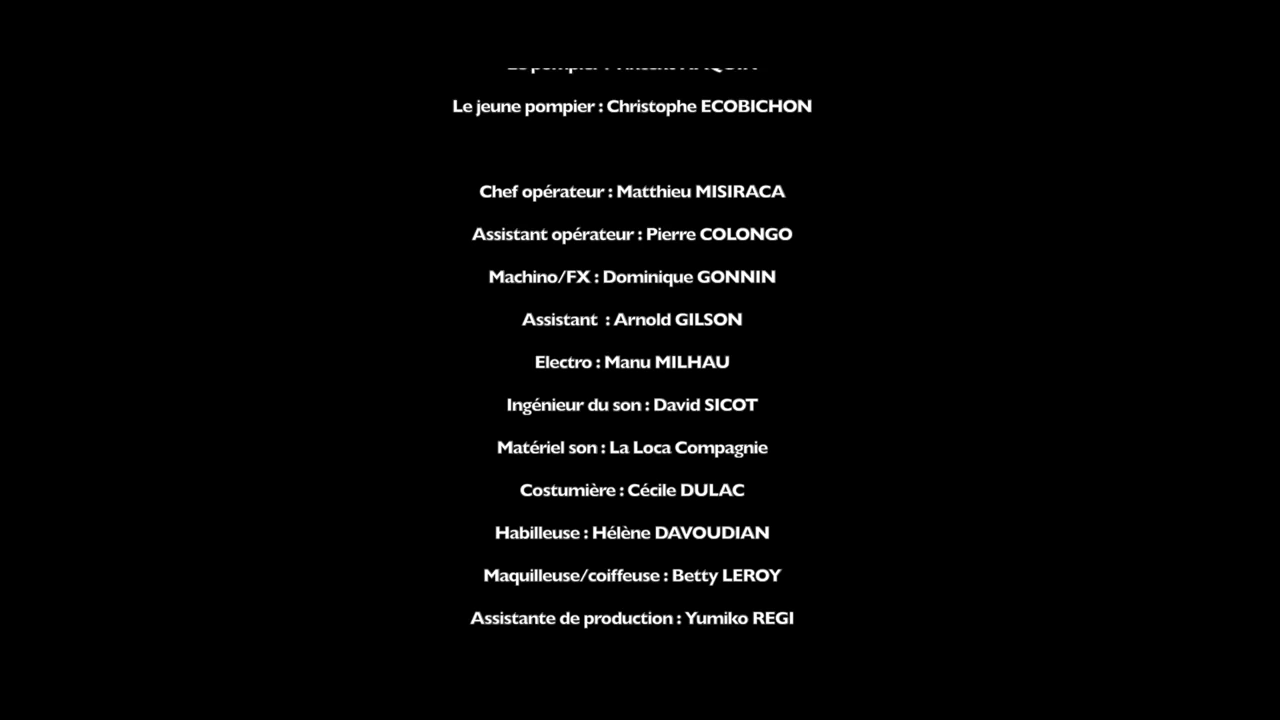 Le pompier :
Le jeune pompier : Christophe ECOBICHON
Chef opérateur : Matthieu MISIRACA
Assistant opérateur : Pierre COLONGO
Machino/FX : Dominique GONNIN
Assistant  : Arnold GILSON
Electro : Manu MILHAU
Ingénieur du son : David SICOT
Matériel son : La Loca Compagnie
Costumière : Cécile DULAC
Habilleuse : Hélène DAVOUDIAN
Maquilleuse/coiffeuse : Betty LEROY
Assistante de production : Yumiko REGI